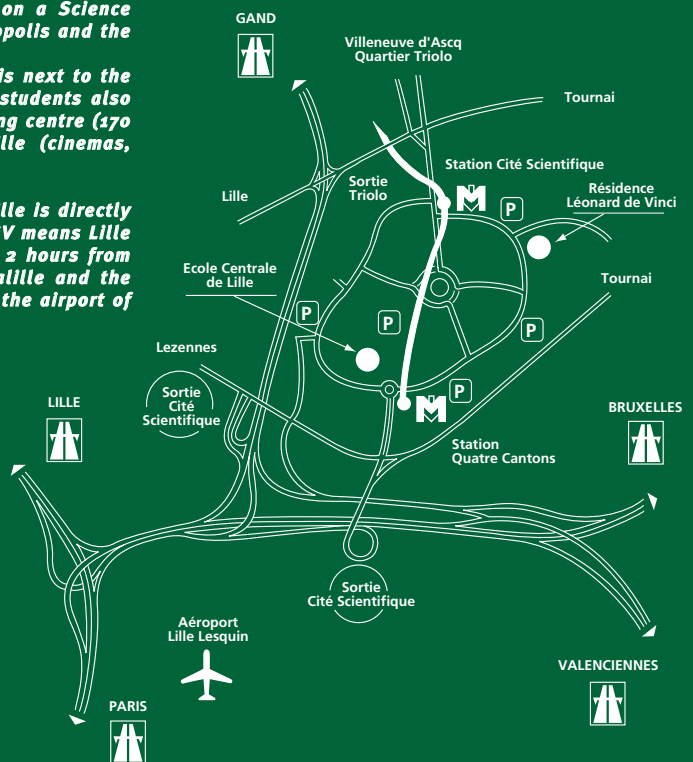 on a Science
opolis and the
is next to the
students also
ng centre (170
lle (cinemas,
lle is directly
V means Lille
2 hours from
alille and the
the airport of
GAND
Villeneuve d'Ascq
Quartier Triolo
Tournai
Station Cité Scientifique
Sortie
Triolo
Lille
P
Résidence
Léonard de Vinci
Ecole Centrale
de Lille
Tournai
P
P
P
Lezennes
P
Sortie
Cité
Scientifique
LILLE
BRUXELLES
Station
Quatre Cantons
Sortie
Cité Scientifique
Aéroport
Lille Lesquin
VALENCIENNES
PARIS